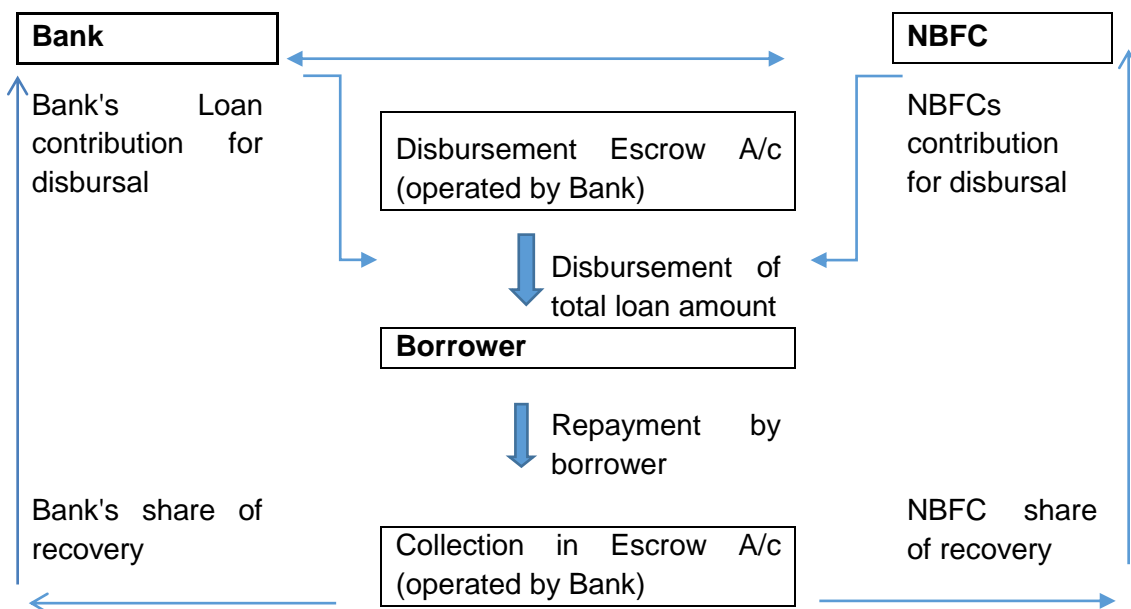 Bank
NBFC
Bank's Loan
contribution for
disbursal
NBFCs
contribution
for disbursal
Disbursement Escrow A/c
(operated by Bank)
Disbursement of
total loan amount
Borrower
Repayment by
borrower
Bank's share of
recovery
NBFC share
of recovery
Collection in Escrow A/c
(operated by Bank)